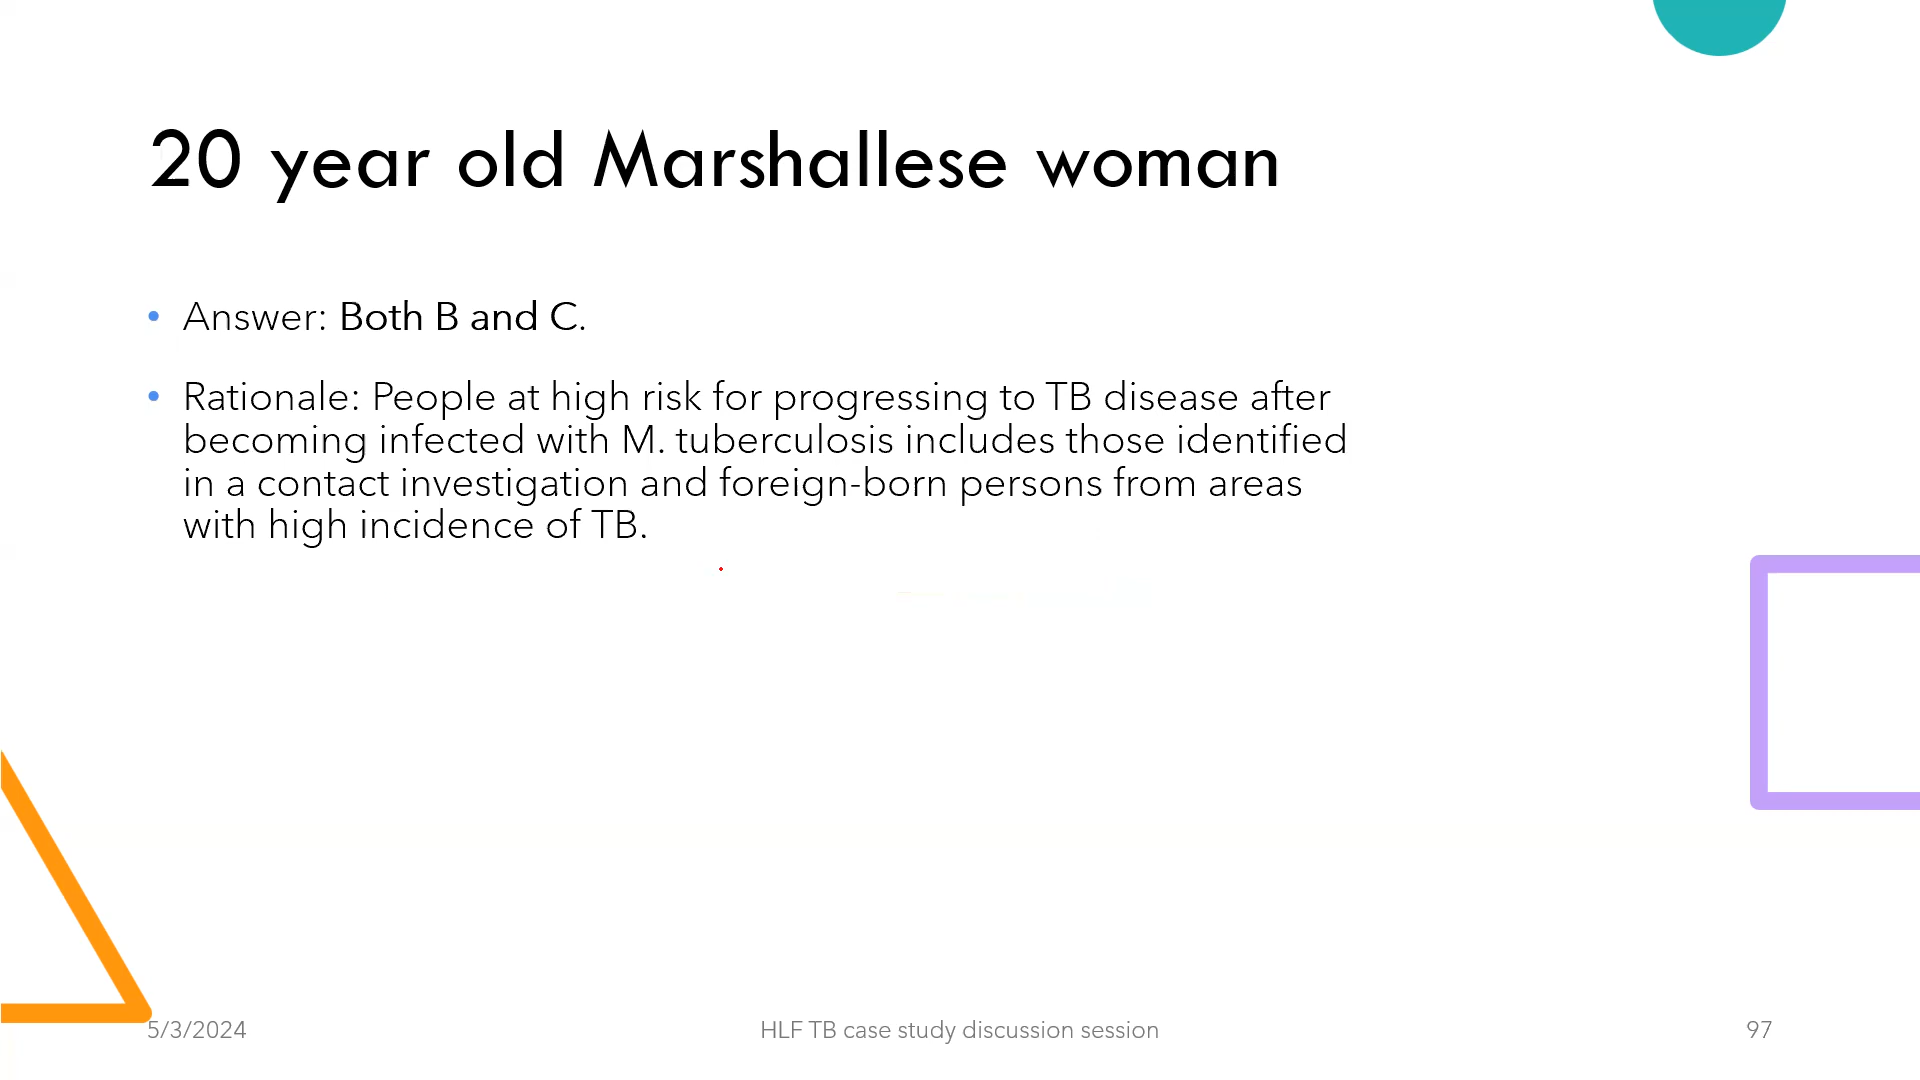 20 year old Marshallese woman
• Answer: Both B and C.
• Rationale: People at high risk for progressing to TB disease after
becoming infected with M. tuberculosis includes those identified
in a contact investigation and foreign-born persons from areas
with high incidence of TB.
5/3/2024
HLF TB case study discussion session
97